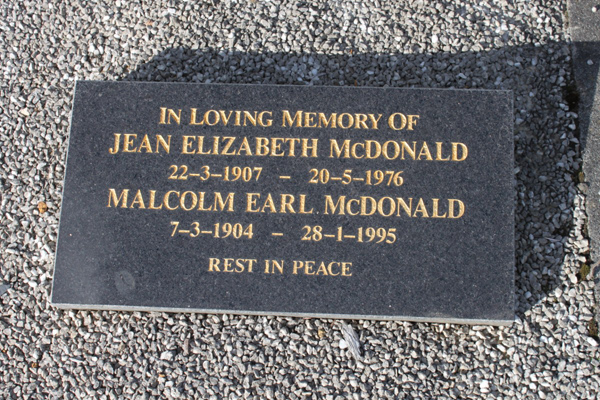 IN LOVING MEMORY OF
JEAN ELIZABETH MCDONALD
22–3–1907 – 20–5–1976
MALCOLM EARL MCDONALD
7–3–1904 – 28–1–1995
REST IN PEACE